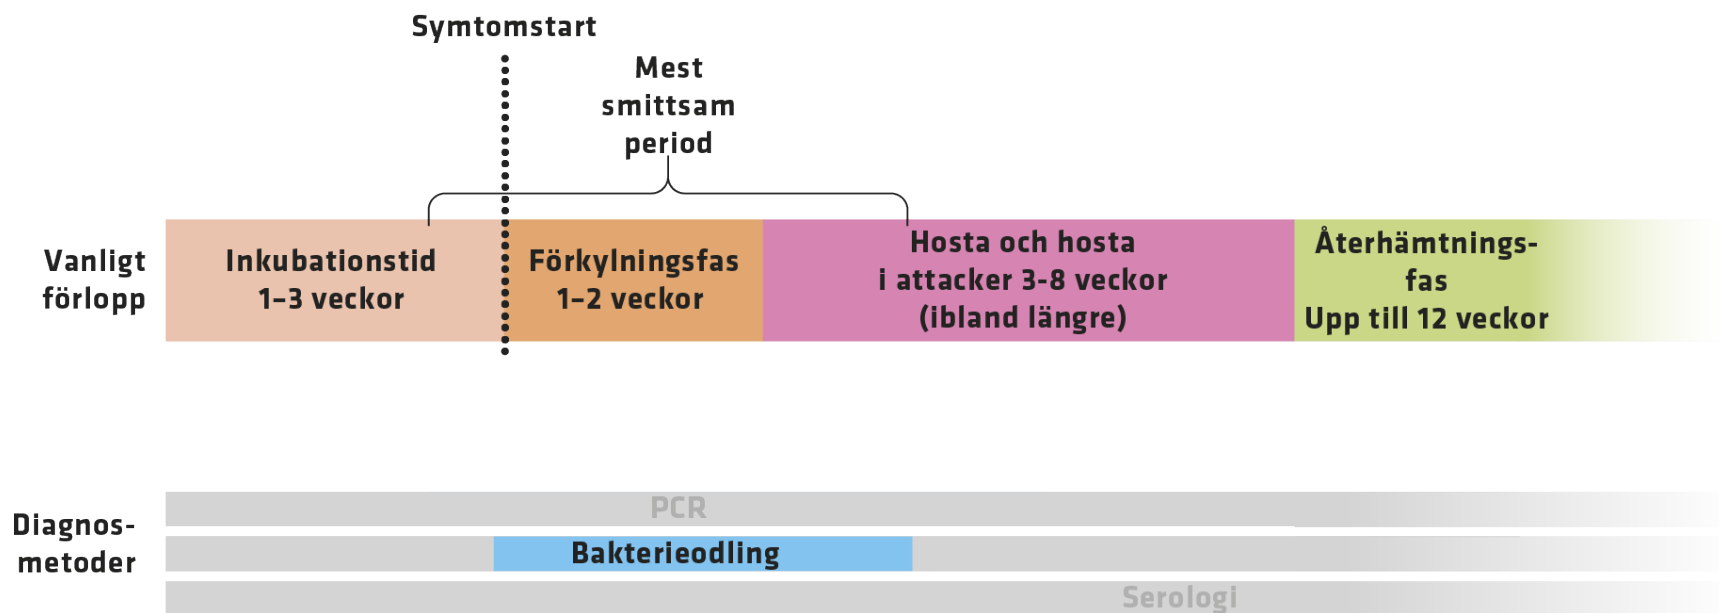 Symtomstart
Mest
smittsam
period
Vanligt
förlopp
Inkubationstid
1–3 veckor
Förkylningsfas
1–2 veckor
Hosta och hosta
i attacker 3-8 veckor
(ibland längre)
Återhämtnings-
fas
Upp till 12 veckor
Diagnos-
metoder
PCR
Bakterieodling
Serologi